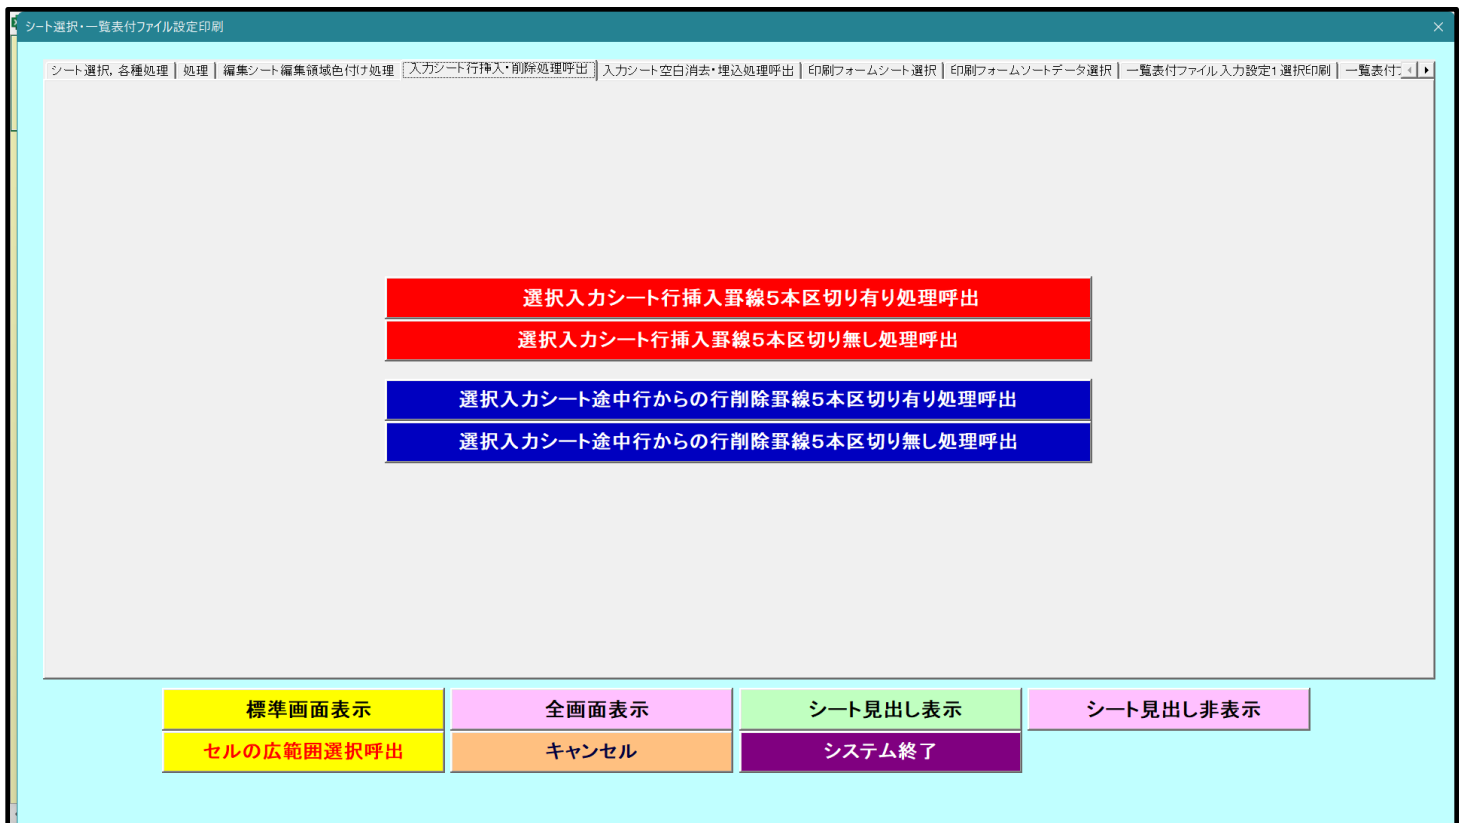 シート選択・一覧表付ファイル設定印刷
シート選択, 各種処理 処理 編集シート編集領域色付け処理 入力シート行挿入・削除処理呼出 入力シート空白消去・埋込処理呼出 印刷フォームシート選択 印刷フォームソートデータ選択 一覧表付ファイル入力設定1選択印刷 一覧表付
選択入力シート行挿入罫線5本区切り有り処理呼出
選択入力シート行挿入罫線5本区切り無し処理呼出
選択入力シート途中行からの行削除罫線5本区切り有り処理呼出
選択入力シート途中行からの行削除罫線5本区切り無し処理呼出
標準画面表示 全画面表示 シート見出し表示 シート見出し非表示
セルの広範囲選択呼出 キャンセル システム終了